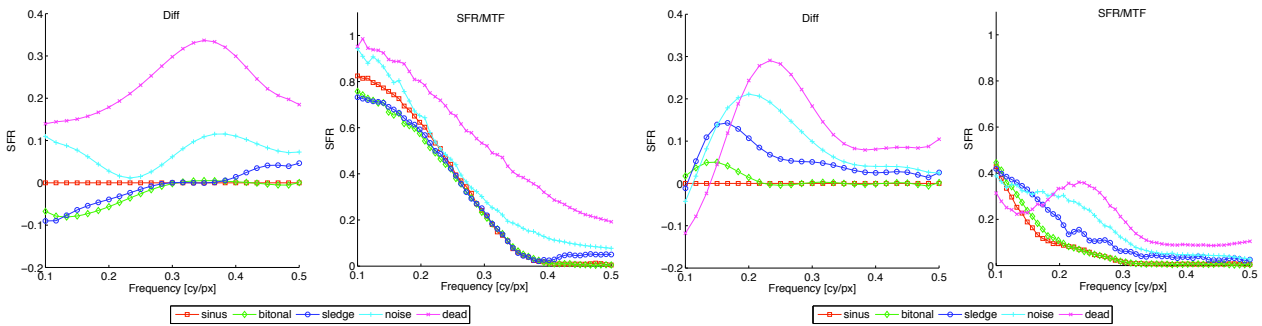 Diff
0.4
0.3
0.2
0.1
0
−0.1
−0.2
SFR
0.1 0.2 0.3 0.4 0.5
Frequency [cy/px]
SFR/MTF
1
0.8
0.6
0.4
0.2
0
SFR
0.1 0.2 0.3 0.4 0.5
Frequency [cy/px]
sinus bitonal sledge noise dead
Diff
0.4
0.3
0.2
0.1
0
−0.1
−0.2
SFR
0.1 0.2 0.3 0.4 0.5
Frequency [cy/px]
SFR/MTF
1
0.8
0.6
0.4
0.2
0
SFR
0.1 0.2 0.3 0.4 0.5
Frequency [cy/px]
sinus bitonal sledge noise dead